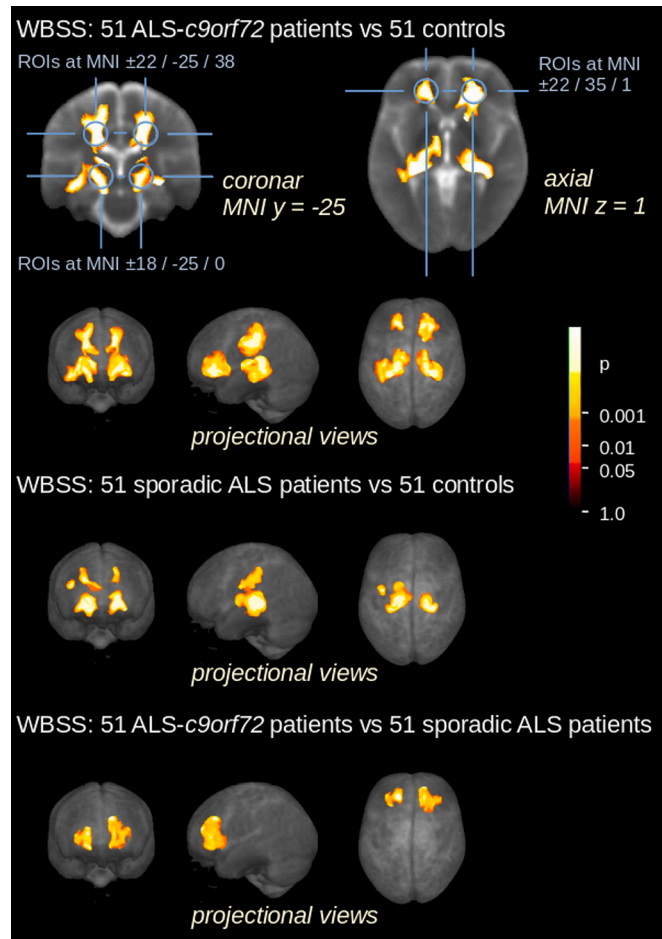 WBSS: 51 ALS-c9orf72 patients vs 51 controls
ROIs at MNI ±22 / -25 / 38
ROIs at MNI
±22 / 35 / 1
coronar
MNI y = -25
axial
MNI z = 1
ROIs at MNI ±18 / -25 / 0
p
0.001
0.01
0.05
1.0
projectional views
WBSS: 51 sporadic ALS patients vs 51 controls
projectional views
WBSS: 51 ALS-c9orf72 patients vs 51 sporadic ALS patients
projectional views